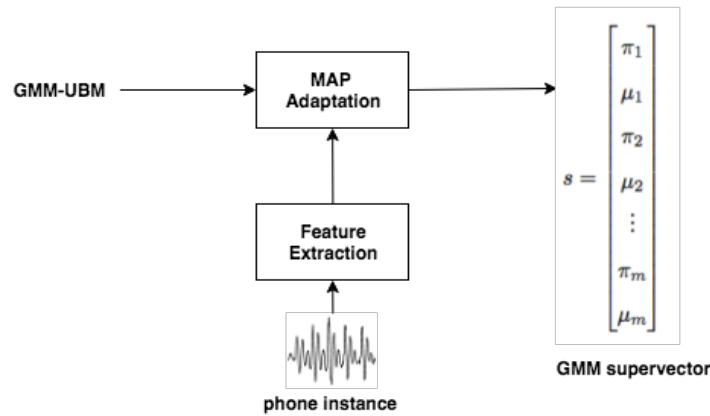 GMM-UBM
MAP
Adaptation
Feature
Extraction
phone instance
s =
π₁
μ₁
π₂
μ₂
⋮
πₘ
μₘ
GMM supervector